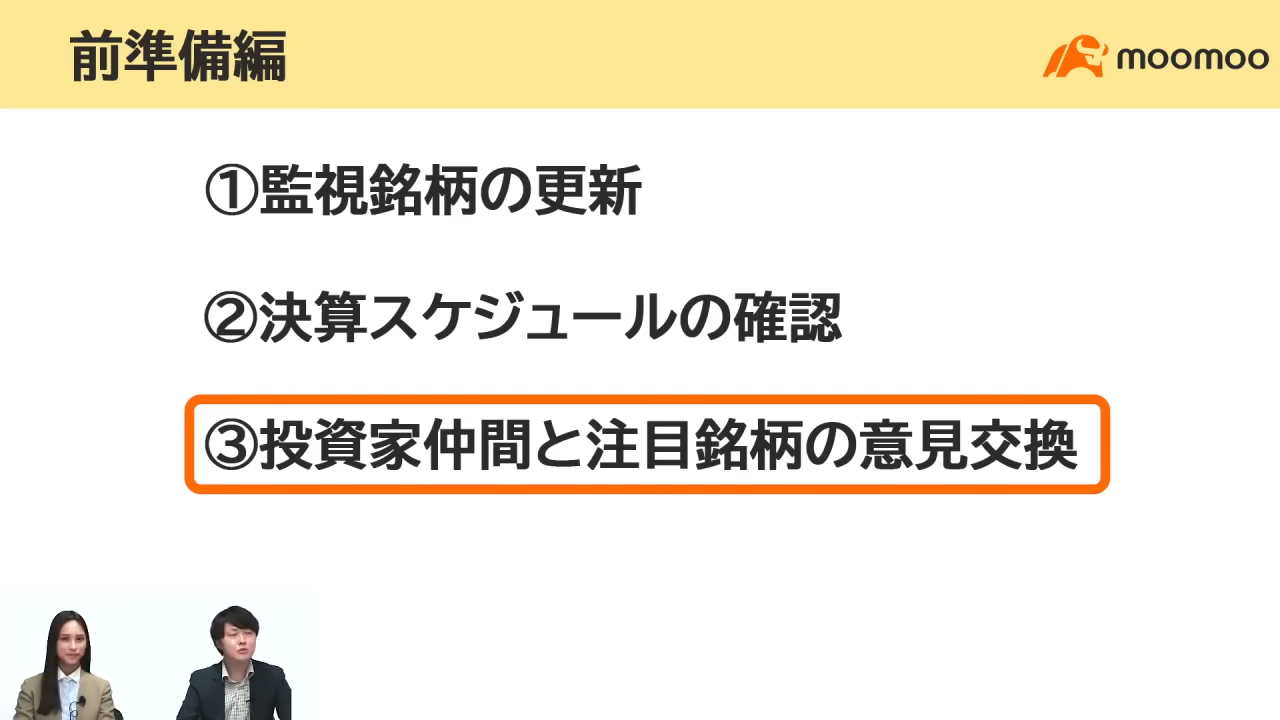 前準備編
moomoo
①監視銘柄の更新
②決算スケジュールの確認
③投資家仲間と注目銘柄の意見交換